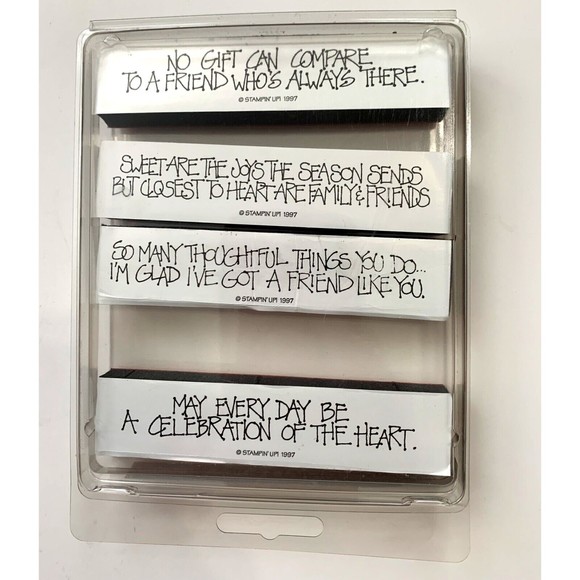 NO GIFT CAN COMPARE
TO A FRIEND WHO'S ALWAYS THERE.
© STAMPIN' UP! 1997
SWEET ARE THE JOYS THE SEASON SENDS
BUT CLOSEST TO HEART ARE FAMILY & FRIENDS
© STAMPIN' UP! 1997
SO MANY THOUGHTFUL THINGS YOU DO...
I'M GLAD I'VE GOT A FRIEND LIKE YOU.
© STAMPIN' UP! 1997
MAY EVERY DAY BE
A CELEBRATION OF THE HEART.
© STAMPIN' UP! 1997